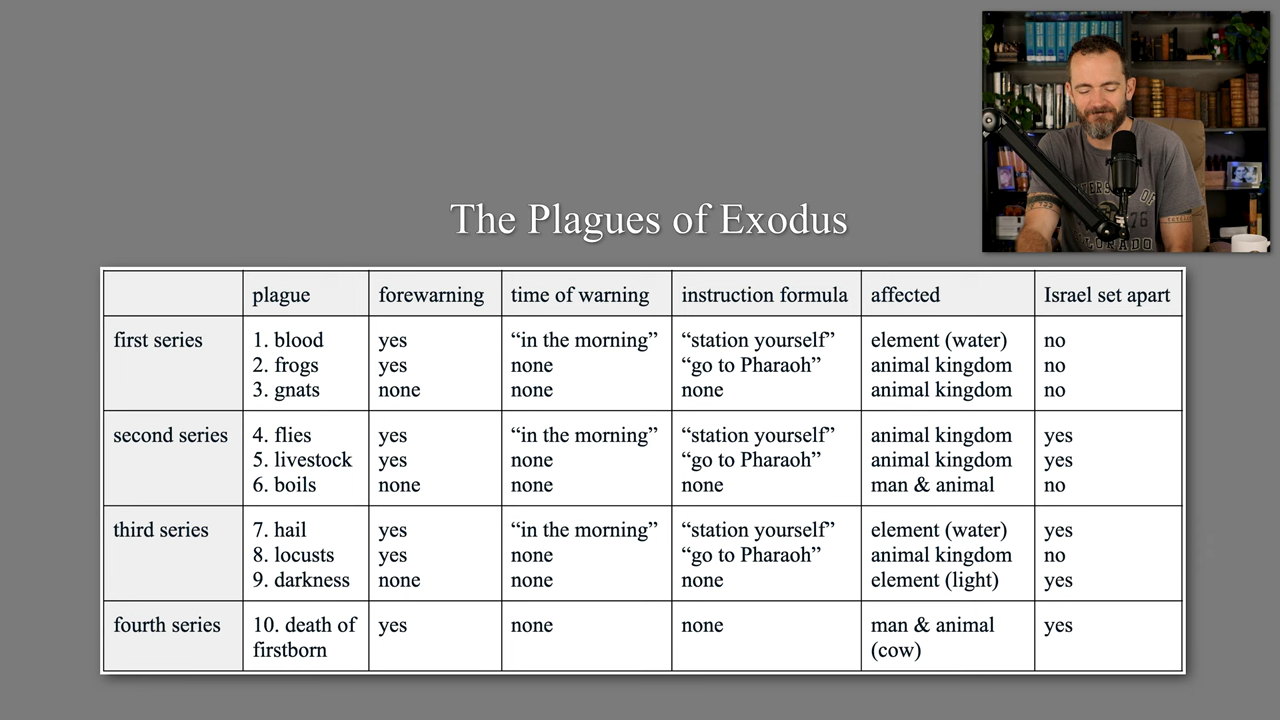 The Plagues of Exodus
plague forewarning time of warning instruction formula affected Israel set apart
first series 1. blood yes “in the morning” “station yourself” element (water) no
2. frogs yes none “go to Pharaoh” animal kingdom no
3. gnats none none none animal kingdom no
second series 4. flies yes “in the morning” “station yourself” animal kingdom yes
5. livestock yes none “go to Pharaoh” animal kingdom yes
6. boils none none none man & animal no
third series 7. hail yes “in the morning” “station yourself” element (water) yes
8. locusts yes none “go to Pharaoh” animal kingdom no
9. darkness none none none element (light) yes
fourth series 10. death of yes none none man & animal yes
firstborn (cow)